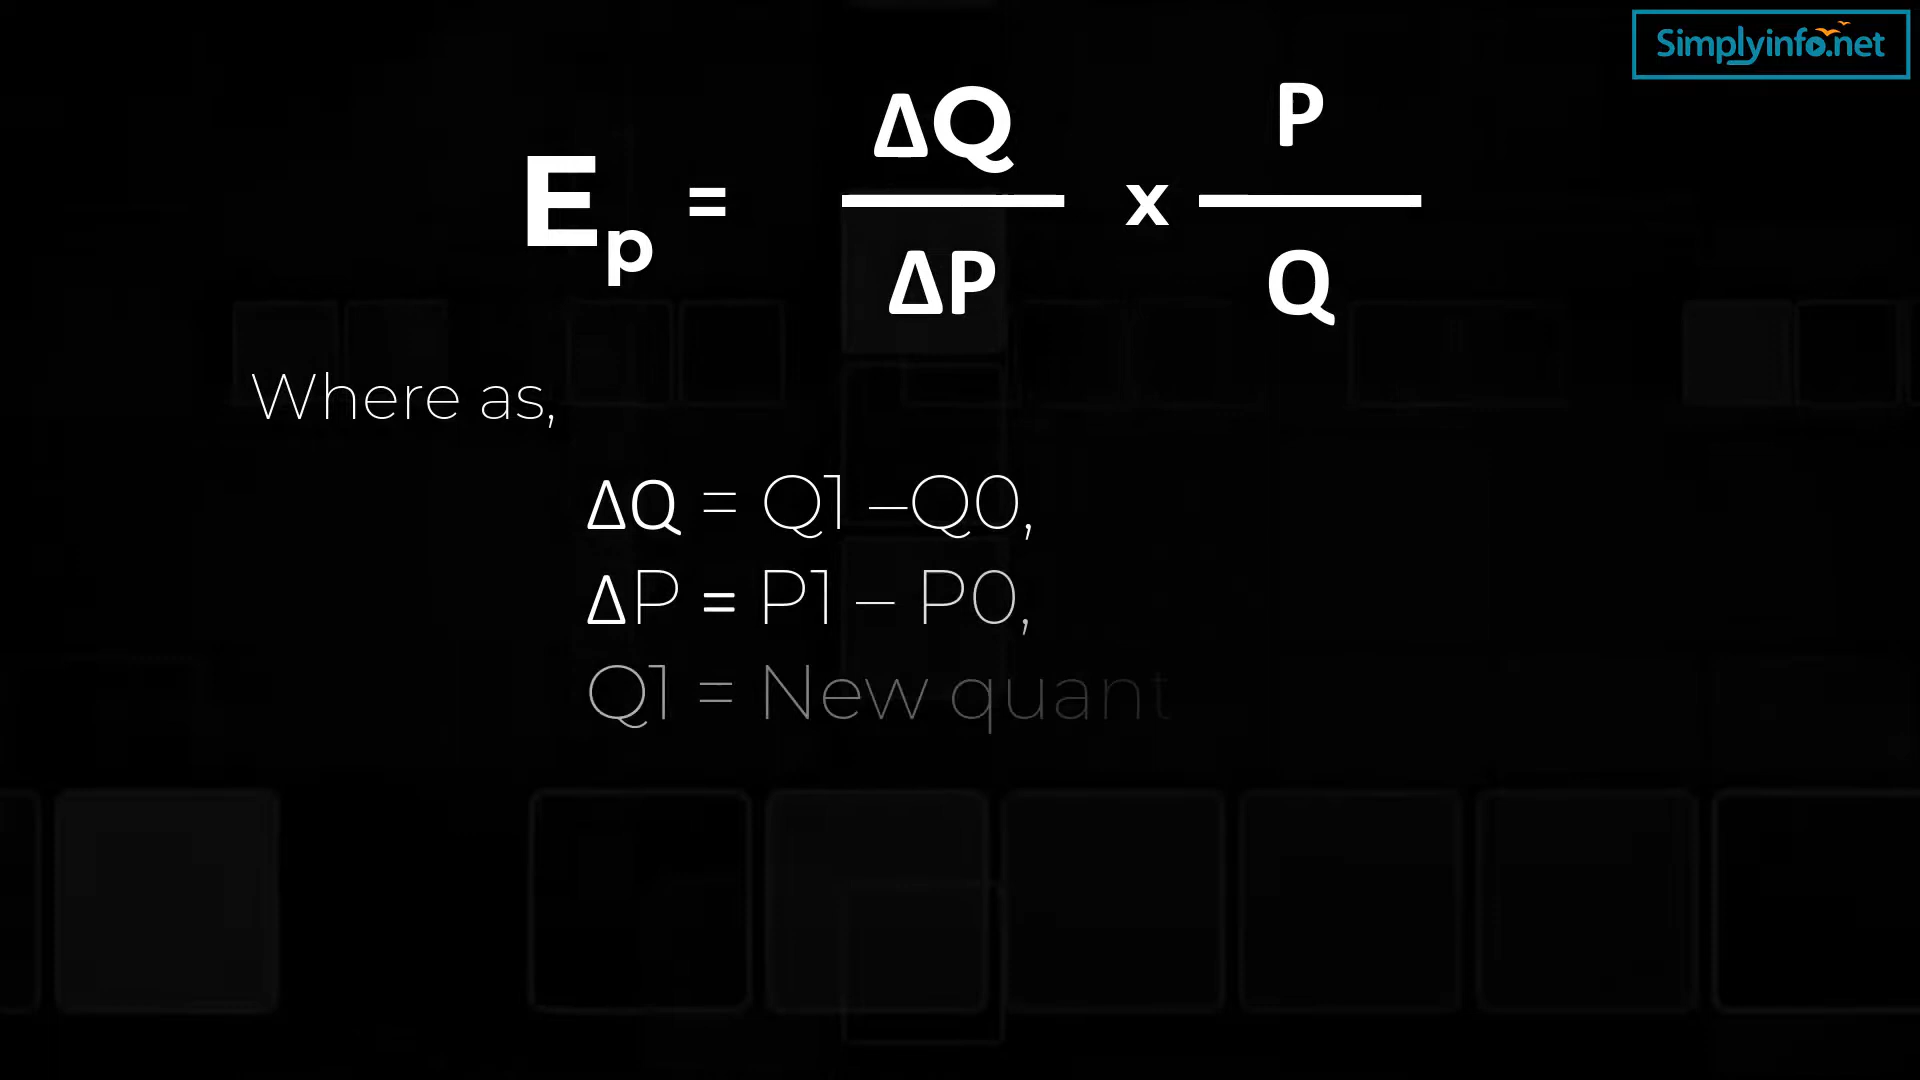 Simplyinfo.net
Ep = ΔQ/ΔP x P/Q
Where as,
ΔQ = Q1 –Q0,
ΔP = P1 – P0,
Q1 = New quant